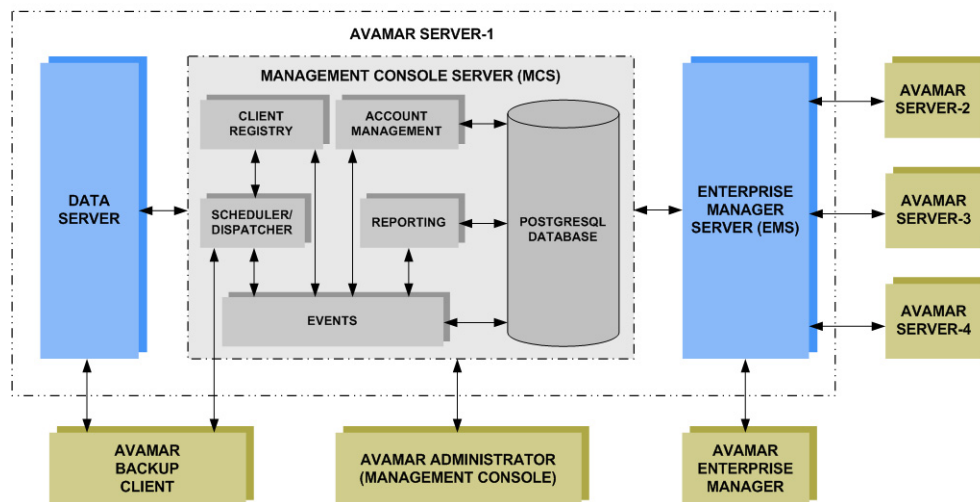 AVAMAR SERVER-1
MANAGEMENT CONSOLE SERVER (MCS)
CLIENT
REGISTRY
ACCOUNT
MANAGEMENT
DATA
SERVER
SCHEDULER/
DISPATCHER
REPORTING
POSTGRESQL
DATABASE
EVENTS
ENTERPRISE
MANAGER
SERVER (EMS)
AVAMAR
SERVER-2
AVAMAR
SERVER-3
AVAMAR
SERVER-4
AVAMAR
BACKUP
CLIENT
AVAMAR ADMINISTRATOR
(MANAGEMENT CONSOLE)
AVAMAR
ENTERPRISE
MANAGER